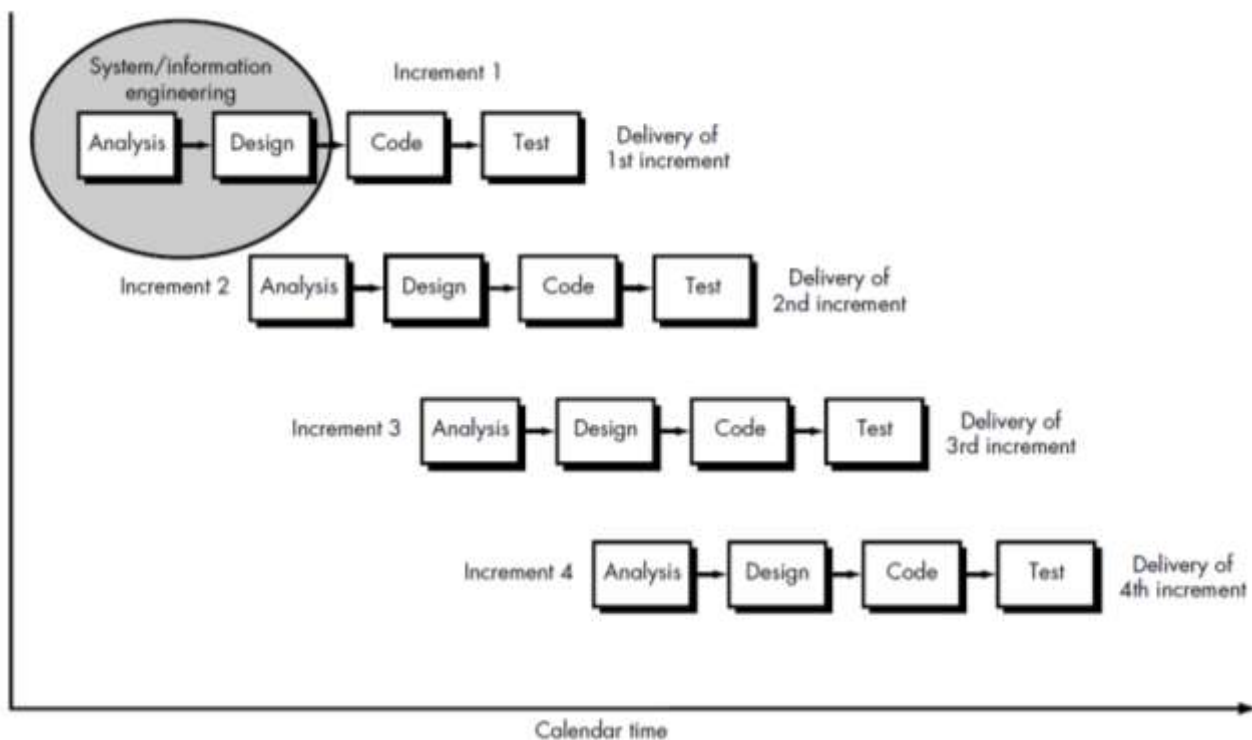 System/information
engineering
Increment 1
Analysis
Design
Code
Test
Delivery of
1st increment
Increment 2
Analysis
Design
Code
Test
Delivery of
2nd increment
Increment 3
Analysis
Design
Code
Test
Delivery of
3rd increment
Increment 4
Analysis
Design
Code
Test
Delivery of
4th increment
Calendar time